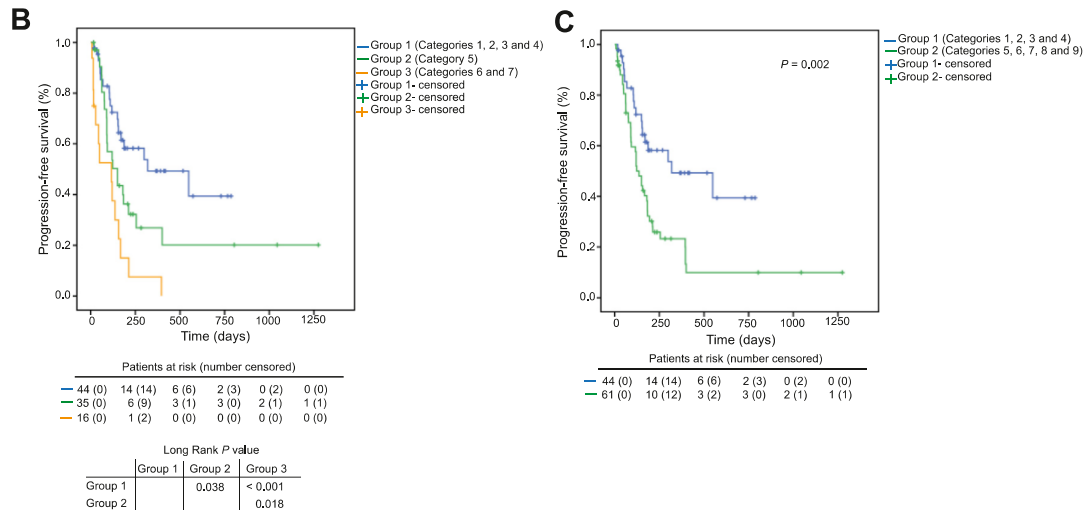 B
Progression-free survival (%)
1.0
0.8
0.6
0.4
0.2
0.0
0
250
500
750
1000
1250
Time (days)
Group 1 (Categories 1, 2, 3 and 4)
Group 2 (Category 5)
Group 3 (Categories 6 and 7)
Group 1- censored
Group 2- censored
Group 3- censored
Patients at risk (number censored)
44 (0) 14 (14) 6 (6) 2 (3) 0 (2) 0 (0)
35 (0) 6 (9) 3 (1) 3 (0) 2 (1) 1 (1)
16 (0) 1 (2) 0 (0) 0 (0) 0 (0) 0 (0)
Long Rank P value
Group 1 Group 2 Group 3
Group 1 0.038 < 0.001
Group 2 0.018
C
Progression-free survival (%)
1.0
0.8
0.6
0.4
0.2
0.0
0
250
500
750
1000
1250
Time (days)
P = 0.002
Group 1 (Categories 1, 2, 3 and 4)
Group 2 (Categories 5, 6, 7, 8 and 9)
Group 1- censored
Group 2- censored
Patients at risk (number censored)
44 (0) 14 (14) 6 (6) 2 (3) 0 (2) 0 (0)
61 (0) 10 (12) 3 (2) 3 (0) 2 (1) 1 (1)